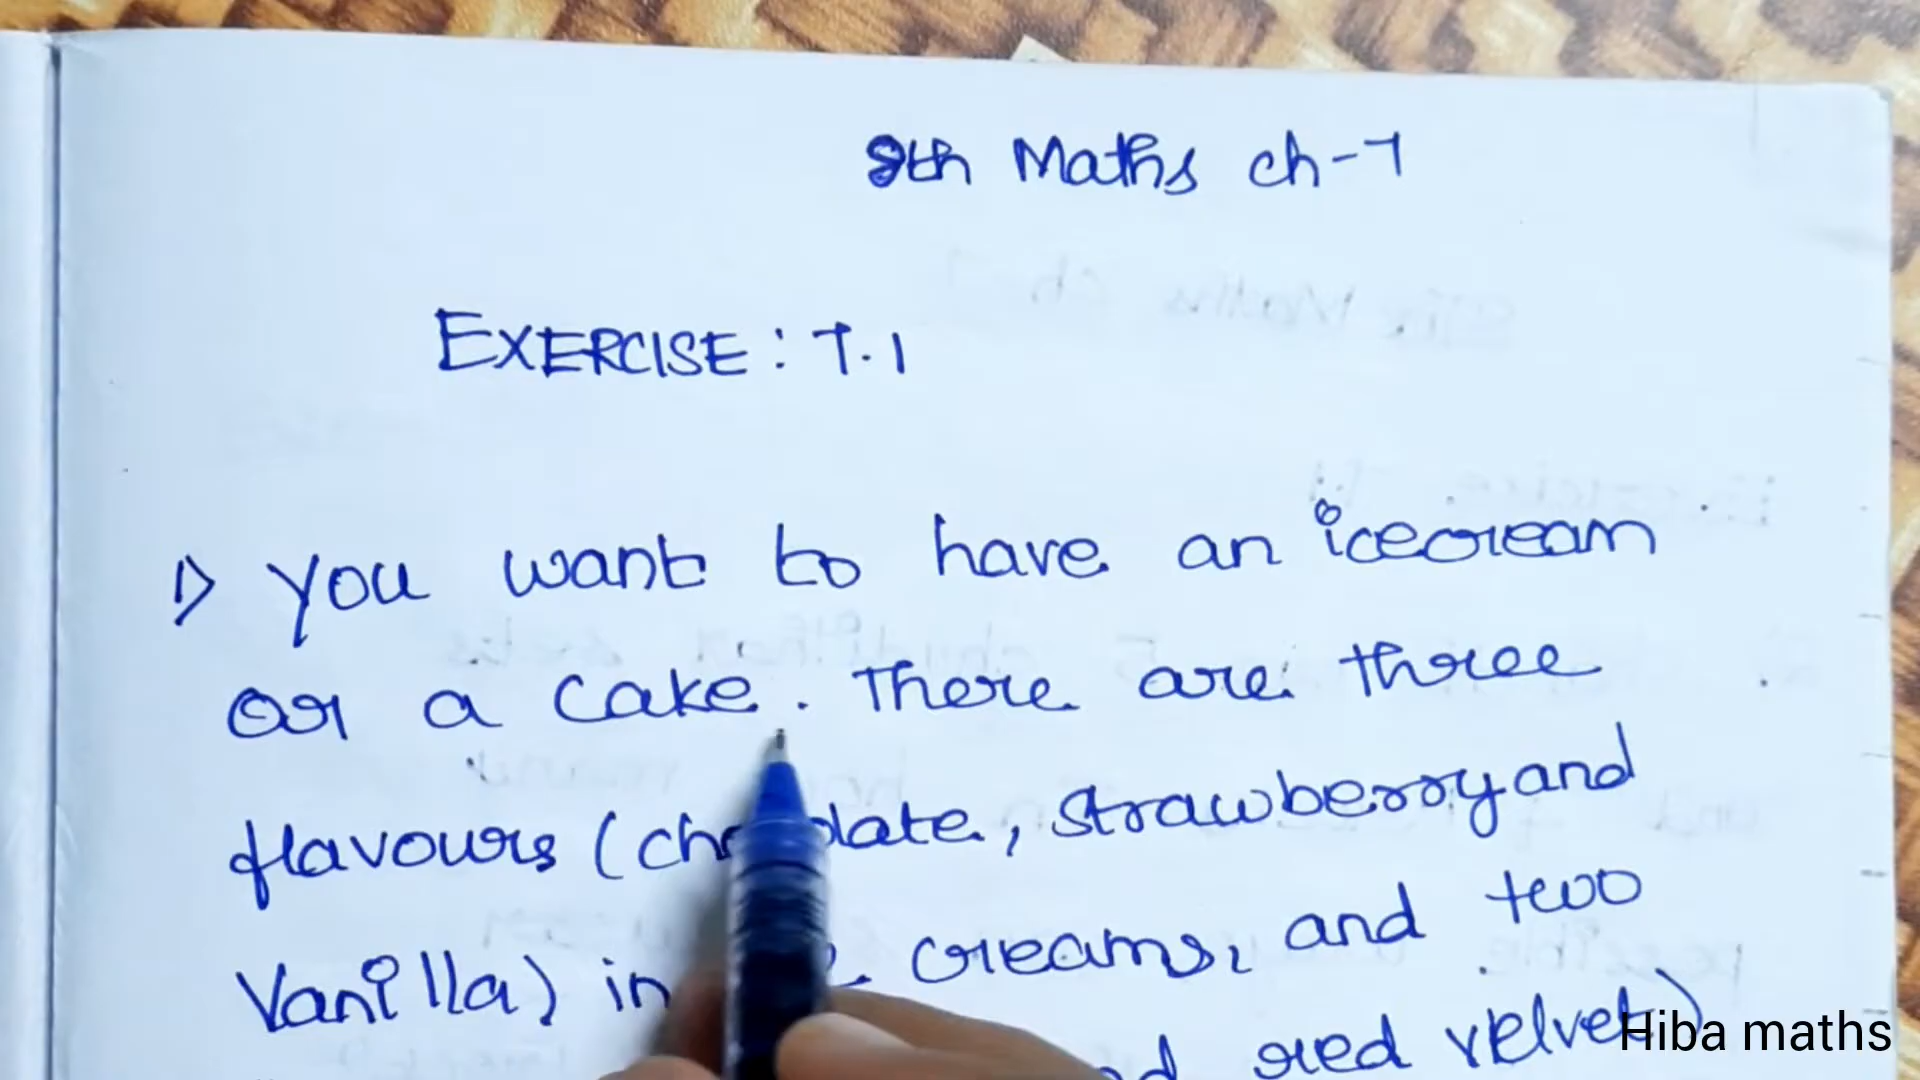 8th Maths ch-7
EXERCISE: 7.1
1) You want to have an icecream
or a cake. There are three
flavours (ch late, strawberry and
Vanilla) in creams, and two
red velvet)
Hiba maths